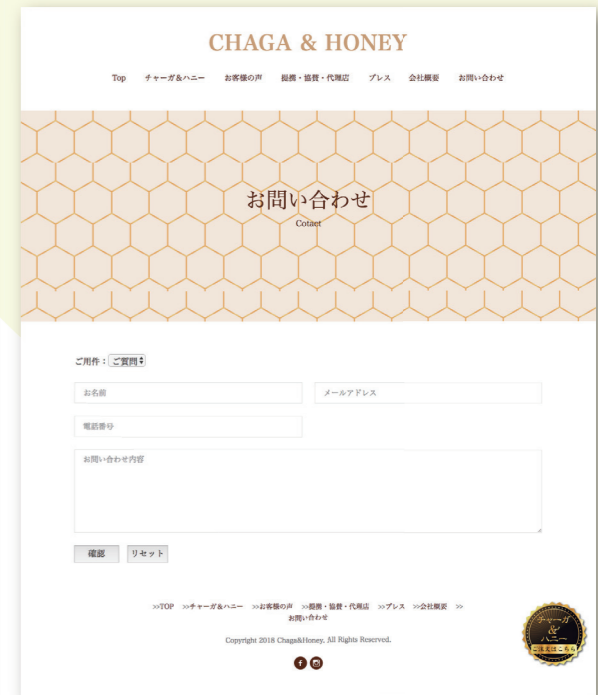 CHAGA & HONEY
Top チャーガ&ハニー お客様の声 提携・協賛・代理店 プレス 会社概要 お問い合わせ
お問い合わせ
Cotact
ご用件： ご質問
お名前 メールアドレス
電話番号
お問い合わせ内容
確認 リセット
>>TOP >>チャーガ&ハニー >>お客様の声 >>提携・協賛・代理店 >>プレス >>会社概要 >>
お問い合わせ
Copyright 2018 Chaga&Honey. All Rights Reserved.
チャーガ
&
ハニー
ご注文はこちら